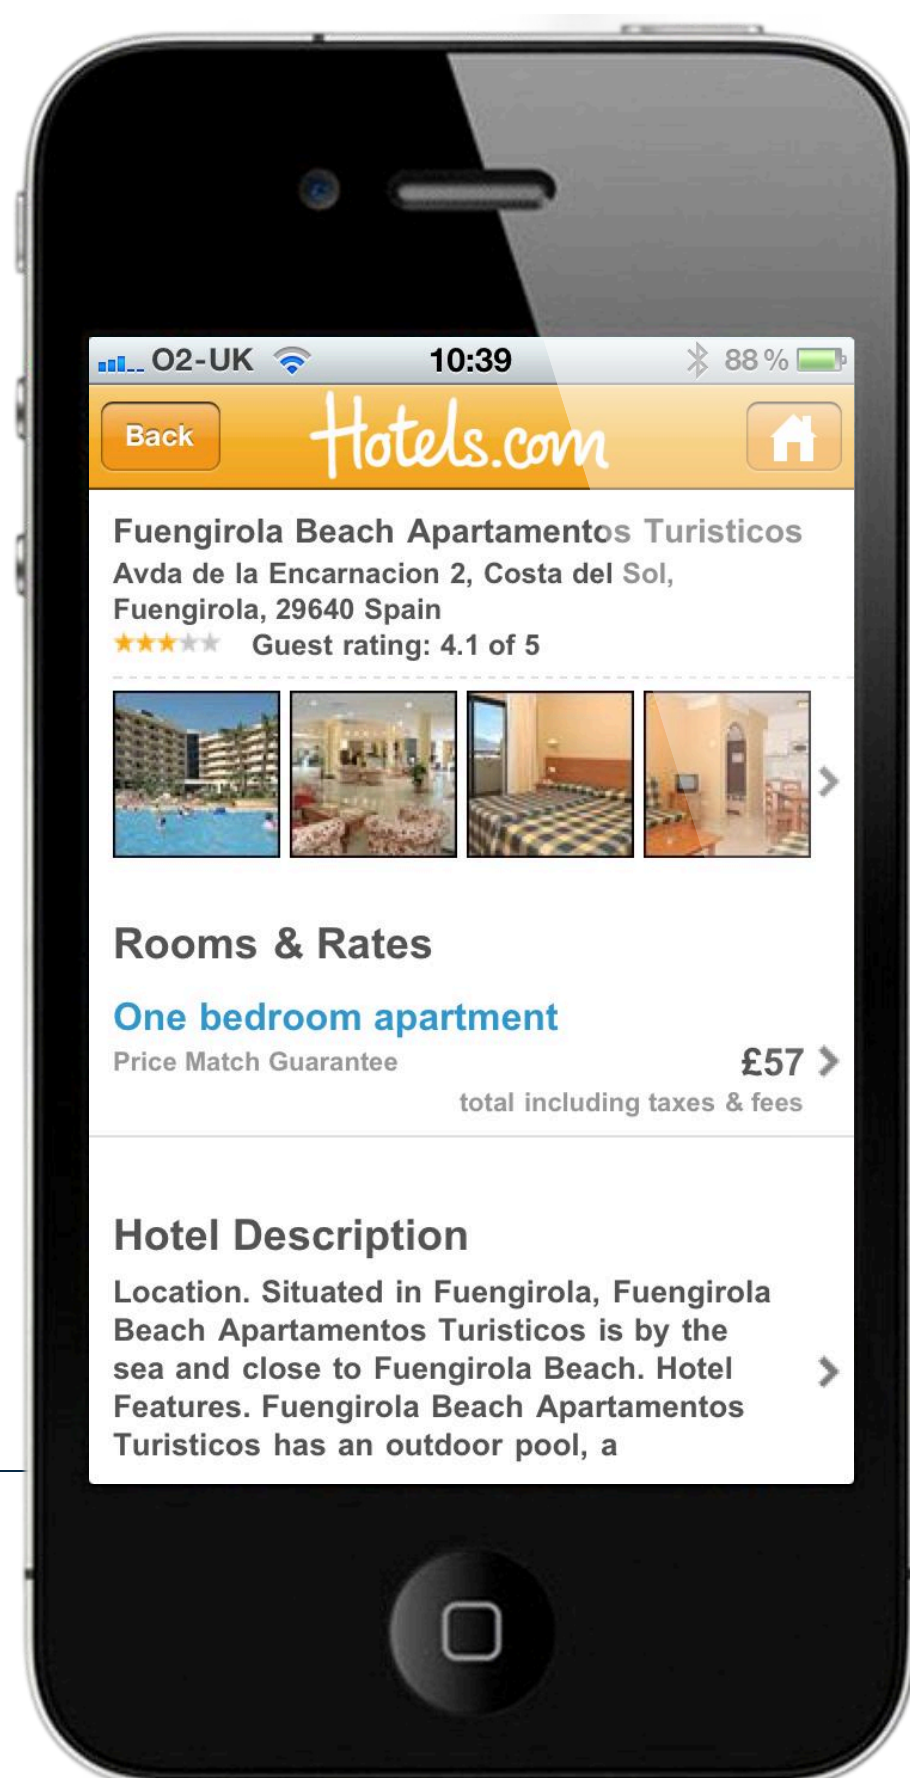 O2-UK 10:39 88%
Back Hotels.com
Fuengirola Beach Apartamentos Turisticos
Avda de la Encarnacion 2, Costa del Sol,
Fuengirola, 29640 Spain
Guest rating: 4.1 of 5
Rooms & Rates
One bedroom apartment
Price Match Guarantee
£57
total including taxes & fees
Hotel Description
Location. Situated in Fuengirola, Fuengirola
Beach Apartamentos Turisticos is by the
sea and close to Fuengirola Beach. Hotel
Features. Fuengirola Beach Apartamentos
Turisticos has an outdoor pool, a